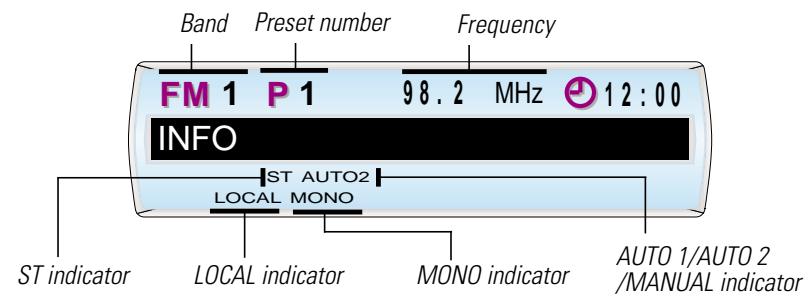 Band Preset number Frequency
FM 1 P 1 98.2 MHz 12:00
INFO
ST AUTO2
LOCAL MONO
ST indicator LOCAL indicator MONO indicator AUTO 1/AUTO 2
/MANUAL indicator